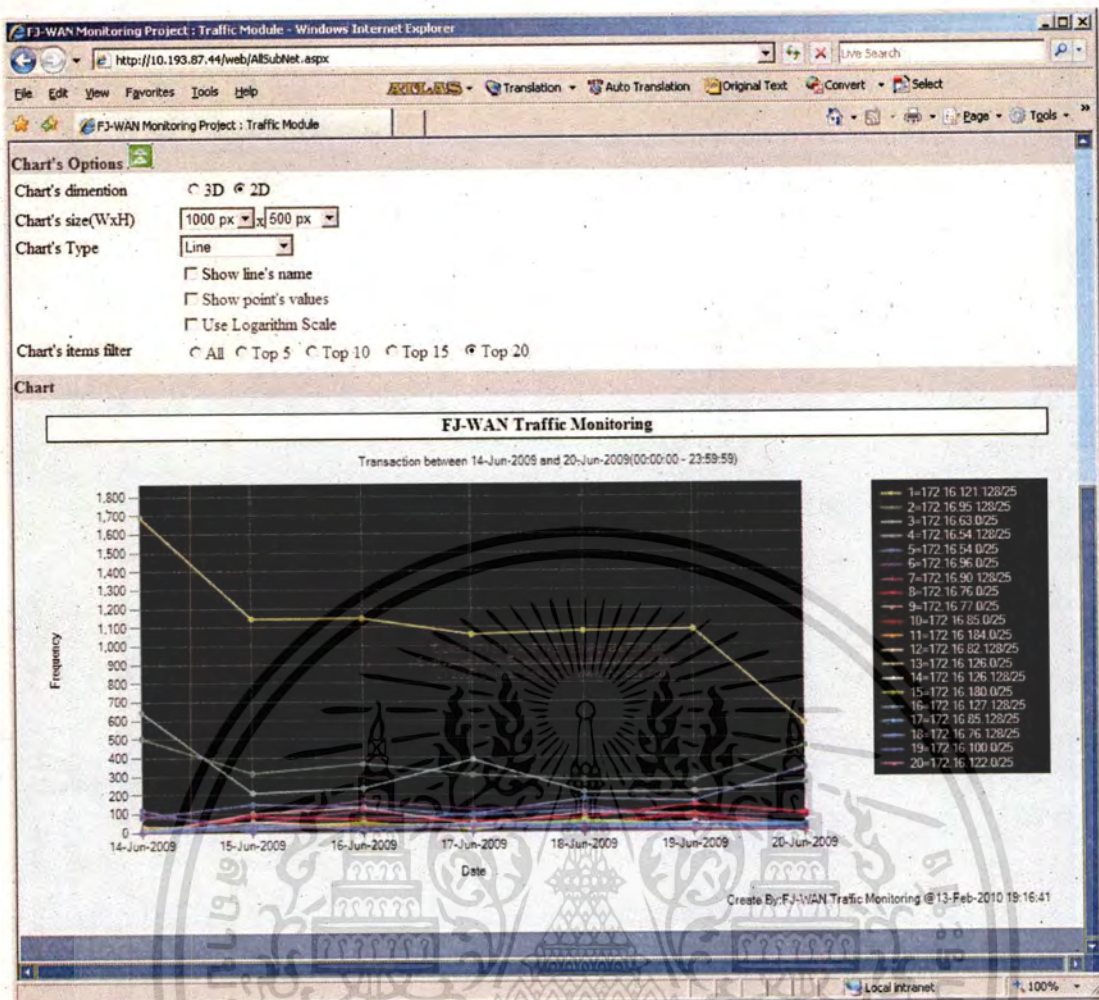 FJ-WAN Monitoring Project : Traffic Module - Windows Internet Explorer
http://10.193.87.44/web/AllSubNet.aspx
Live Search
File Edit View Favorites Tools Help
ATLAS Translation Auto Translation Original Text Convert Select
FJ-WAN Monitoring Project : Traffic Module
Page Tools
Chart's Options
Chart's dimention 3D 2D
Chart's size(WxH) 1000 px x 500 px
Chart's Type Line
Show line's name
Show point's values
Use Logarithm Scale
Chart's items filter All Top 5 Top 10 Top 15 Top 20
Chart
FJ-WAN Traffic Monitoring
Transaction between 14-Jun-2009 and 20-Jun-2009(00:00:00 - 23:59:59)
1,800
1,700
1,600
1,500
1,400
1,300
1,200
1,100
1,000
900
800
700
600
500
400
300
200
100
0
Frequency
14-Jun-2009 15-Jun-2009 16-Jun-2009 17-Jun-2009 18-Jun-2009 19-Jun-2009 20-Jun-2009
Date
1=172.16.121.128/25
2=172.16.95.128/25
3=172.16.63.0/25
4=172.16.54.128/25
5=172.16.54.0/25
6=172.16.96.0/25
7=172.16.90.128/25
8=172.16.76.0/25
9=172.16.77.0/25
10=172.16.85.0/25
11=172.16.184.0/25
12=172.16.82.128/25
13=172.16.126.0/25
14=172.16.126.128/25
15=172.16.180.0/25
16=172.16.127.128/25
17=172.16.85.128/25
18=172.16.76.128/25
19=172.16.100.0/25
20=172.16.122.0/25
Create By:FJ-WAN Traffic Monitoring @13-Feb-2010 19:16:41
Local intranet 100%